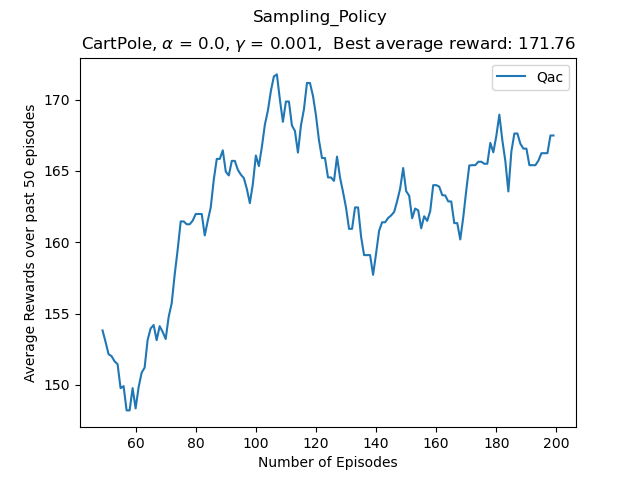 Sampling_Policy
CartPole, α = 0.0, γ = 0.001,  Best average reward: 171.76
Qac
Average Rewards over past 50 episodes
170
165
160
155
150
60 80 100 120 140 160 180 200
Number of Episodes